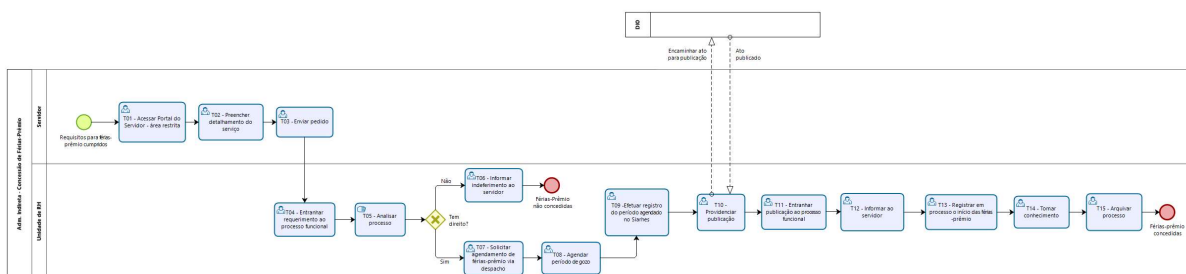 DIO
Encaminhar ato
para publicação
Ato
publicado
Adm. Indireta - Concessão de Férias-Prêmio
Servidor
Requisitos para férias-
prêmio cumpridos
T01 - Acessar Portal do
Servidor - área restrita
T02 - Preencher
detalhamento do
serviço
T03 - Enviar pedido
Unidade de RH
T04 - Entranhar
requerimento ao
processo funcional
T05 - Analisar
processo
Tem
direito?
Não
T06 - Informar
indeferimento ao
servidor
Férias-Prêmio
não concedidas
Sim
T07 - Solicitar
agendamento de
férias-prêmio via
despacho
T08 - Agendar
período de gozo
T09 -Efetuar registro
do período agendado
no Siarhes
T10 -
Providenciar
publicação
T11 - Entranhar
publicação ao processo
funcional
T12 - Informar ao
servidor
T13 - Registrar em
processo o início das férias
-prêmio
T14 - Tomar
conhecimento
T15 - Arquivar
processo
Férias-prêmio
concedidas